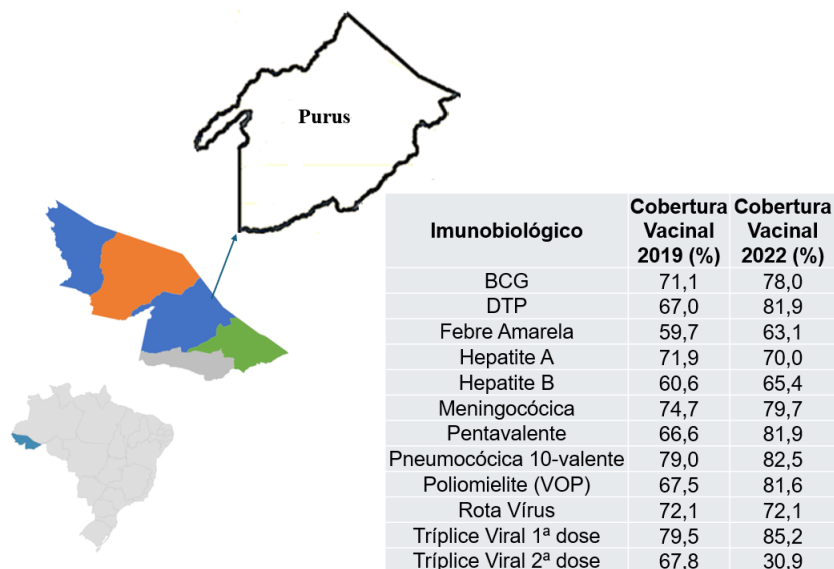 Purus
Imunobiológico Cobertura Vacinal 2019 (%) Cobertura Vacinal 2022 (%)
BCG 71,1 78,0
DTP 67,0 81,9
Febre Amarela 59,7 63,1
Hepatite A 71,9 70,0
Hepatite B 60,6 65,4
Meningocócica 74,7 79,7
Pentavalente 66,6 81,9
Pneumocócica 10-valente 79,0 82,5
Poliomielite (VOP) 67,5 81,6
Rota Vírus 72,1 72,1
Tríplice Viral 1ª dose 79,5 85,2
Tríplice Viral 2ª dose 67,8 30,9